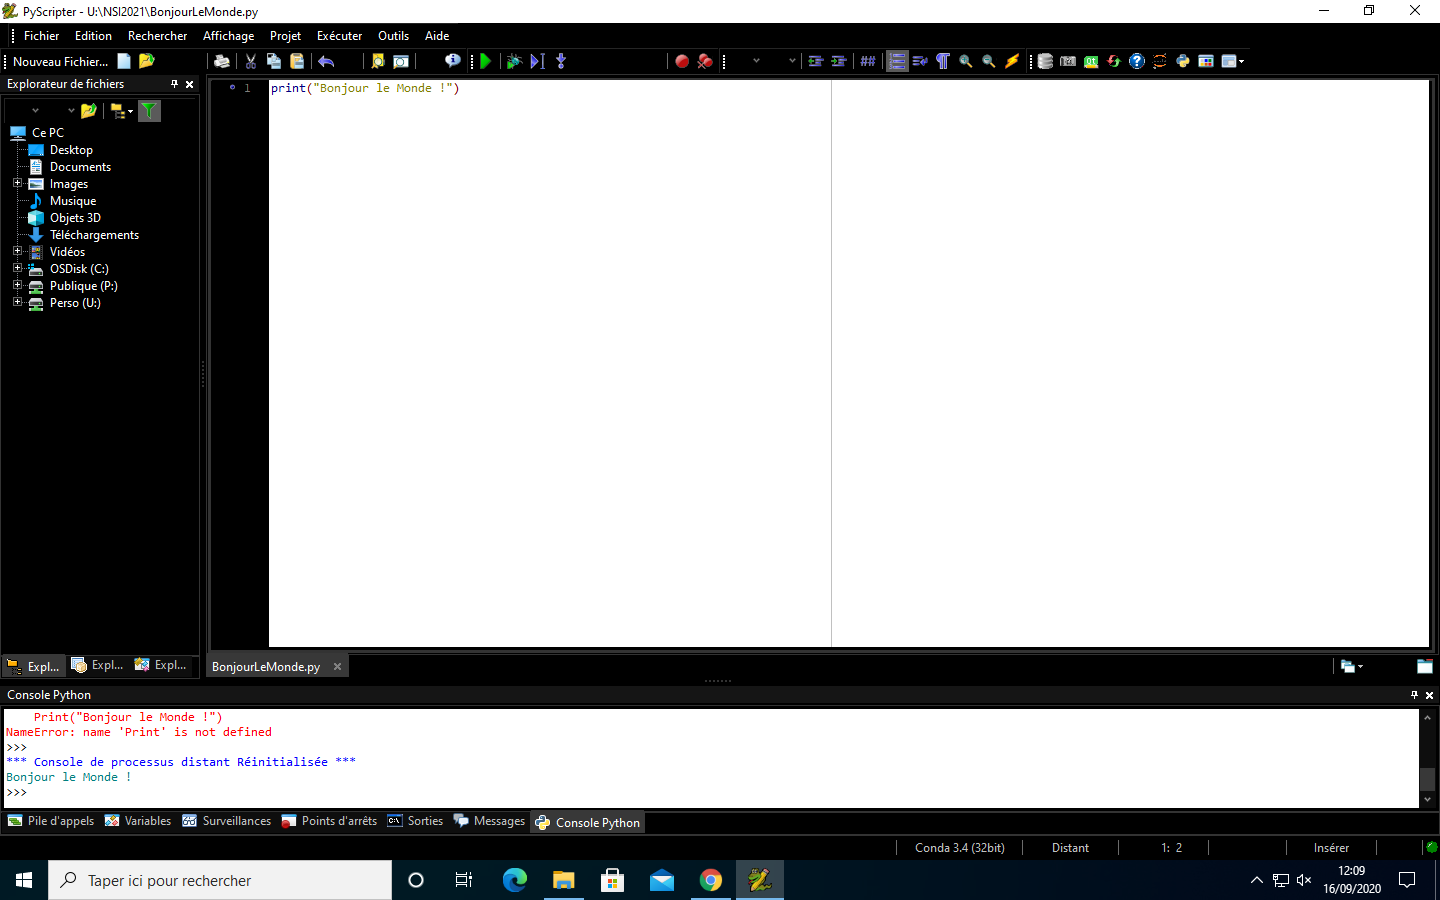 PyScripter - U:\NSI2021\BonjourLeMonde.py
Fichier Edition Rechercher Affichage Projet Exécuter Outils Aide
Nouveau Fichier...
Explorateur de fichiers
Ce PC
Desktop
Documents
Images
Musique
Objets 3D
Téléchargements
Vidéos
OSDisk (C:)
Publique (P:)
Perso (U:)
1 print("Bonjour le Monde !")
Expl... Expl... Expl...
BonjourLeMonde.py
Console Python
Print("Bonjour le Monde !")
NameError: name 'Print' is not defined
>>>
*** Console de processus distant Réinitialisée ***
Bonjour le Monde !
>>>
Pile d'appels Variables Surveillances Points d'arrêts Sorties Messages Console Python
Conda 3.4 (32bit) Distant 1: 2 Insérer
Taper ici pour rechercher
12:09
16/09/2020